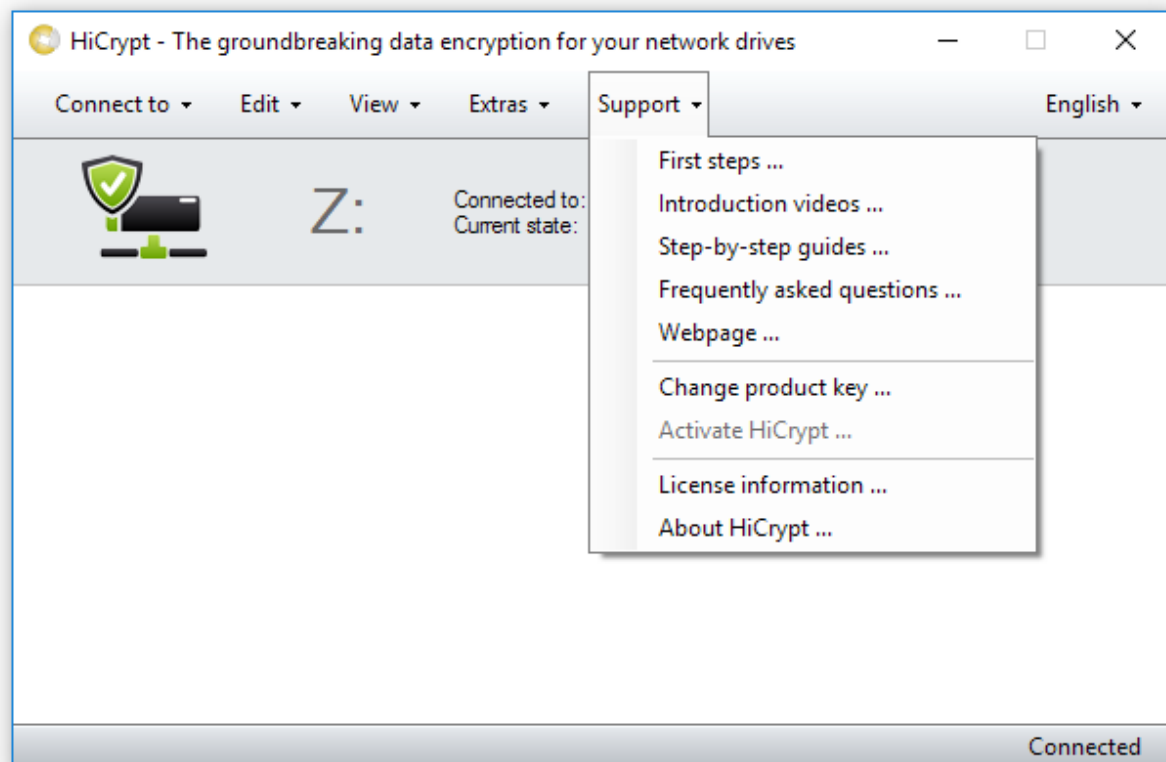 HiCrypt - The groundbreaking data encryption for your network drives
Connect to Edit View Extras Support English
Z:
Connected to:
Current state:
First steps ...
Introduction videos ...
Step-by-step guides ...
Frequently asked questions ...
Webpage ...
Change product key ...
Activate HiCrypt ...
License information ...
About HiCrypt ...
Connected